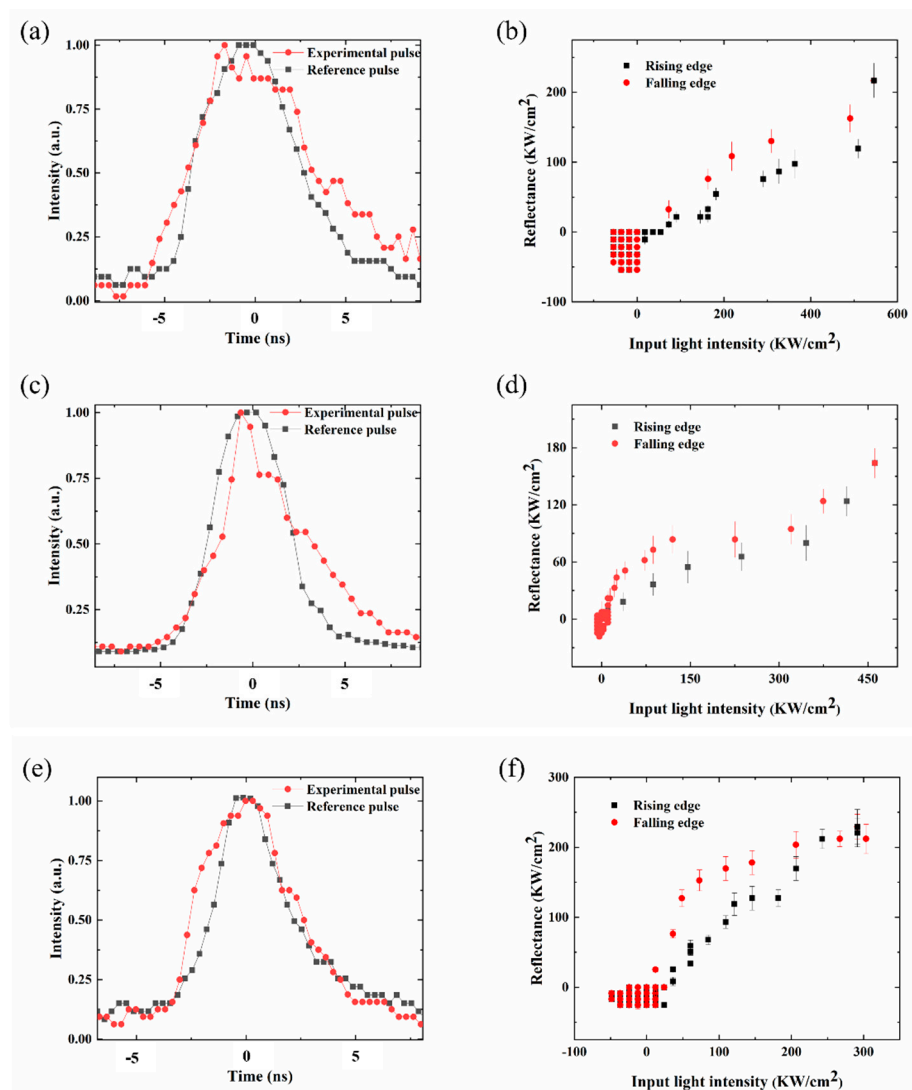 (a)
Experimental pulse
Reference pulse
1.00
0.75
0.50
0.25
0.00
Intensity (a.u.)
-5
0
5
Time (ns)
(b)
Rising edge
Falling edge
200
100
0
-100
Reflectance (KW/cm²)
0
200
400
600
Input light intensity (KW/cm²)
(c)
Experimental pulse
Reference pulse
1.00
0.75
0.50
0.25
Intensity (a.u.)
-5
0
5
Time (ns)
(d)
Rising edge
Falling edge
180
120
60
0
Reflectance (KW/cm²)
0
150
300
450
Input light intensity (KW/cm²)
(e)
Experimental pulse
Reference pulse
1.00
0.75
0.50
0.25
0.00
Intensity (a.u.)
-5
0
5
Time (ns)
(f)
Rising edge
Falling edge
300
200
100
0
-100
Reflectance (KW/cm²)
-100
0
100
200
300
Input light intensity (KW/cm²)